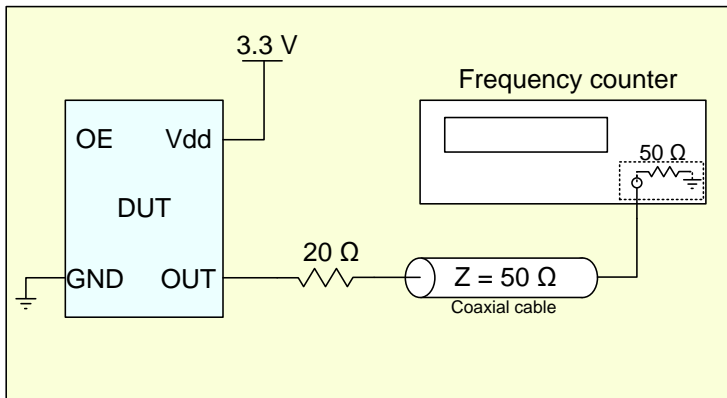 3.3 V
Frequency counter
OE Vdd
50 Ω
DUT
20 Ω
GND OUT
Z = 50 Ω
Coaxial cable